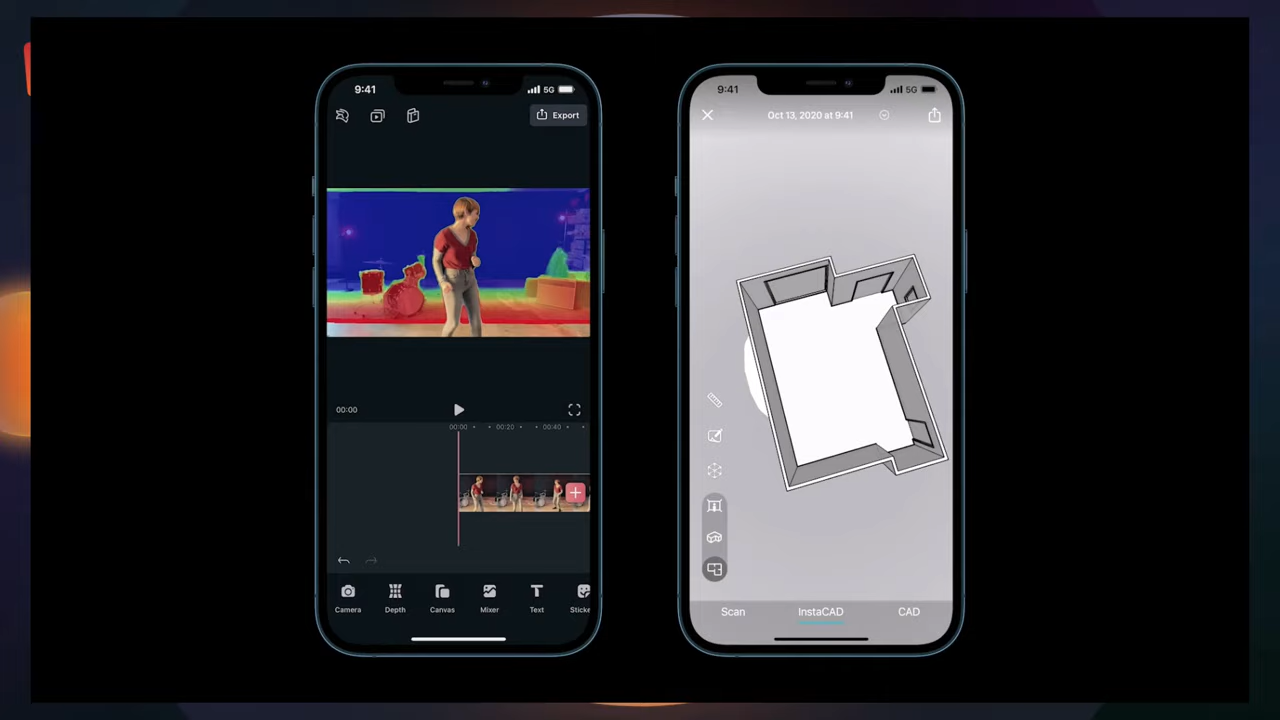 9:41
5G
Export
00:00
00:00
00:20
00:40
Camera
Depth
Canvas
Mixer
Text
Sticke
9:41
5G
Oct 13, 2020 at 9:41
Scan
InstaCAD
CAD